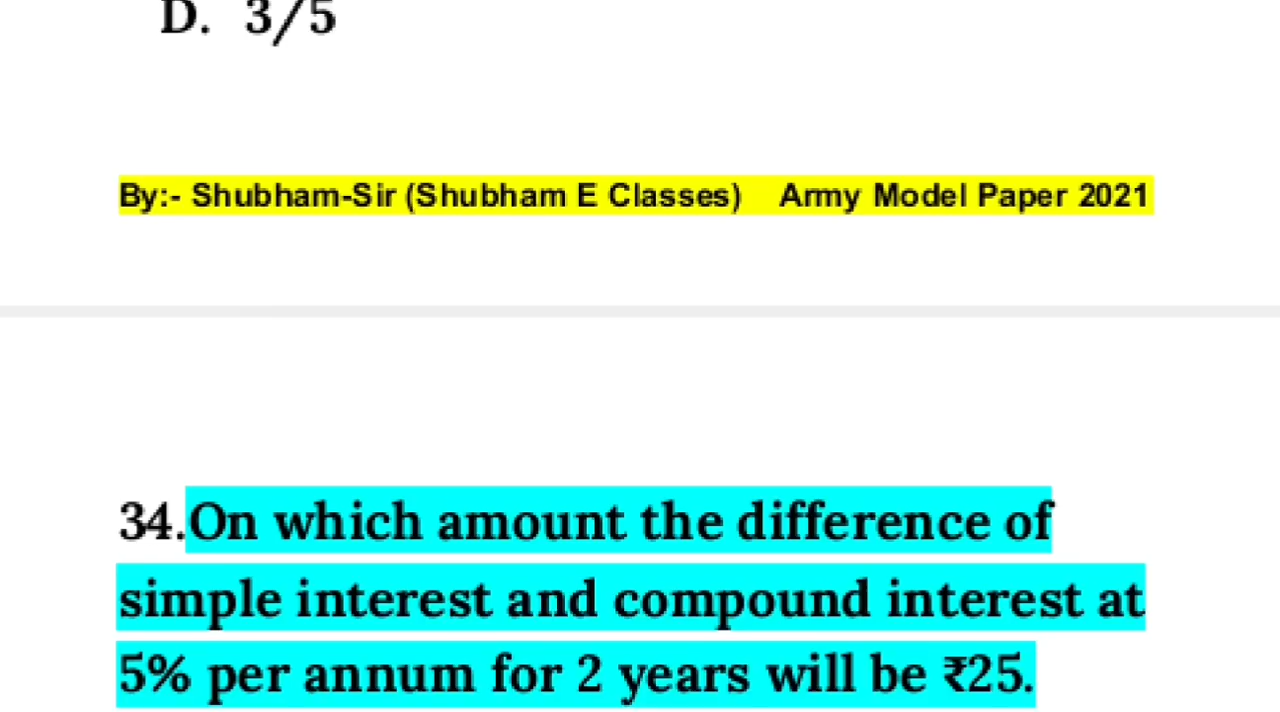 D. 3/5
By:- Shubham-Sir (Shubham E Classes) Army Model Paper 2021
34.On which amount the difference of
simple interest and compound interest at
5% per annum for 2 years will be ₹25.